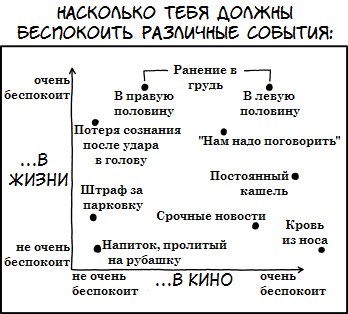 НАСКОЛЬКО ТЕБЯ ДОЛЖНЫ
БЕСПОКОИТЬ РАЗЛИЧНЫЕ СОБЫТИЯ:
очень
беспокоит
Ранение в
грудь
В правую
половину
В левую
половину
Потеря сознания
после удара
в голову
"Нам надо поговорить"
...В
ЖИЗНИ
Постоянный
кашель
Штраф за
парковку
Срочные новости
Кровь
из носа
не очень
беспокоит
Напиток, пролитый
на рубашку
не очень
беспокоит
...В КИНО
очень
беспокоит